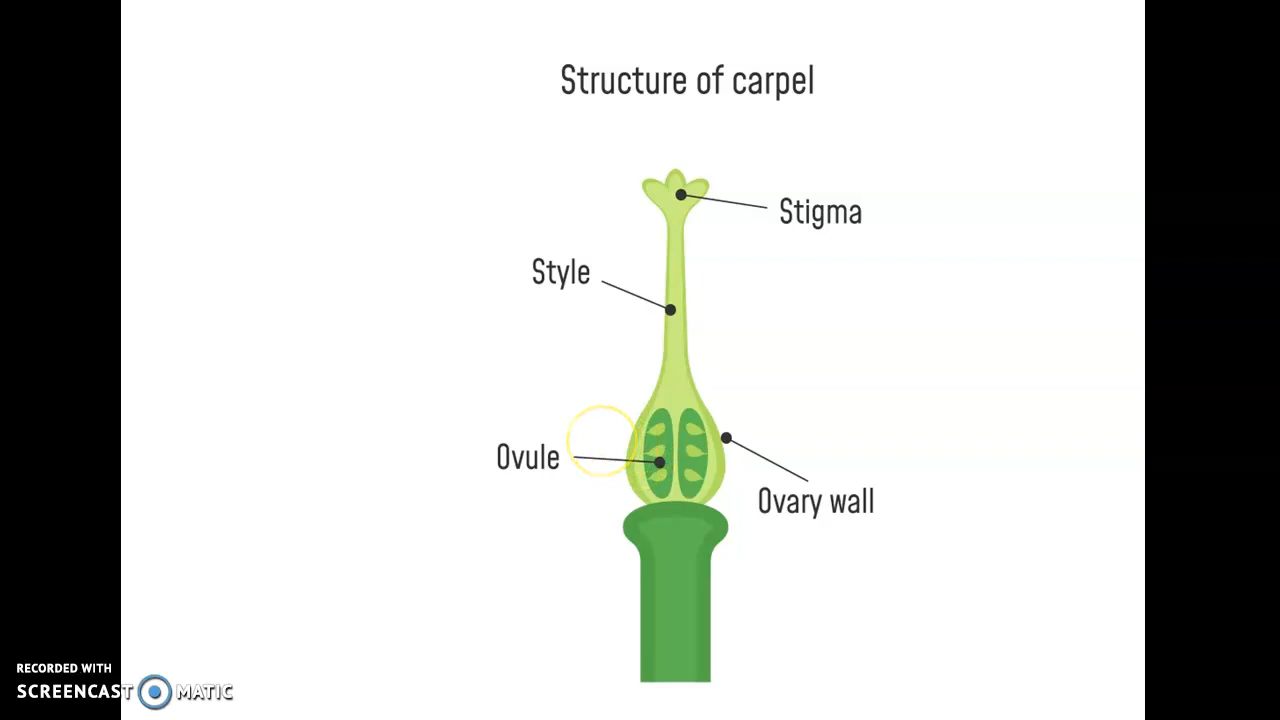 Structure of carpel
Stigma
Style
Ovule
Ovary wall
RECORDED WITH
SCREENCAST MATIC